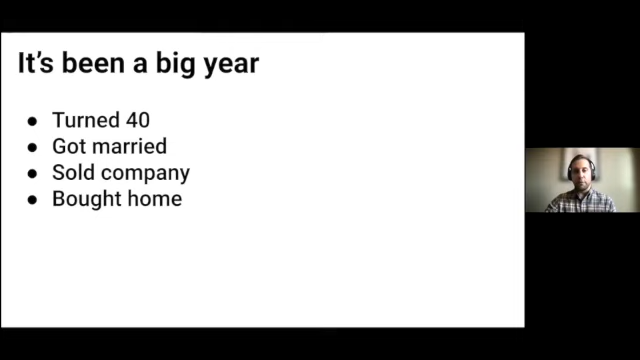 It's been a big year
● Turned 40
● Got married
● Sold company
● Bought home